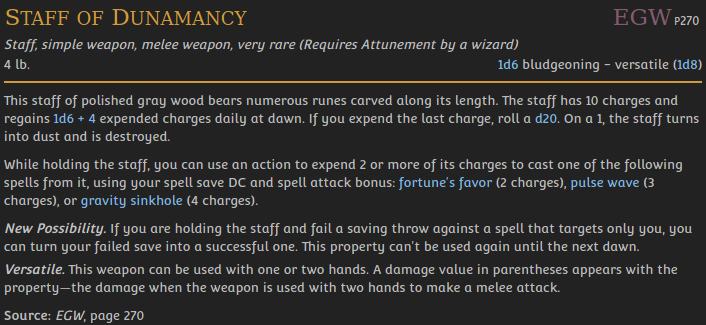 Staff of Dunamancy EGW P270
Staff, simple weapon, melee weapon, very rare (Requires Attunement by a wizard)
4 lb. 1d6 bludgeoning - versatile (1d8)
This staff of polished gray wood bears numerous runes carved along its length. The staff has 10 charges and
regains 1d6 + 4 expended charges daily at dawn. If you expend the last charge, roll a d20. On a 1, the staff turns
into dust and is destroyed.
While holding the staff, you can use an action to expend 2 or more of its charges to cast one of the following
spells from it, using your spell save DC and spell attack bonus: fortune's favor (2 charges), pulse wave (3
charges), or gravity sinkhole (4 charges).
New Possibility. If you are holding the staff and fail a saving throw against a spell that targets only you, you
can turn your failed save into a successful one. This property can't be used again until the next dawn.
Versatile. This weapon can be used with one or two hands. A damage value in parentheses appears with the
property—the damage when the weapon is used with two hands to make a melee attack.
Source: EGW, page 270